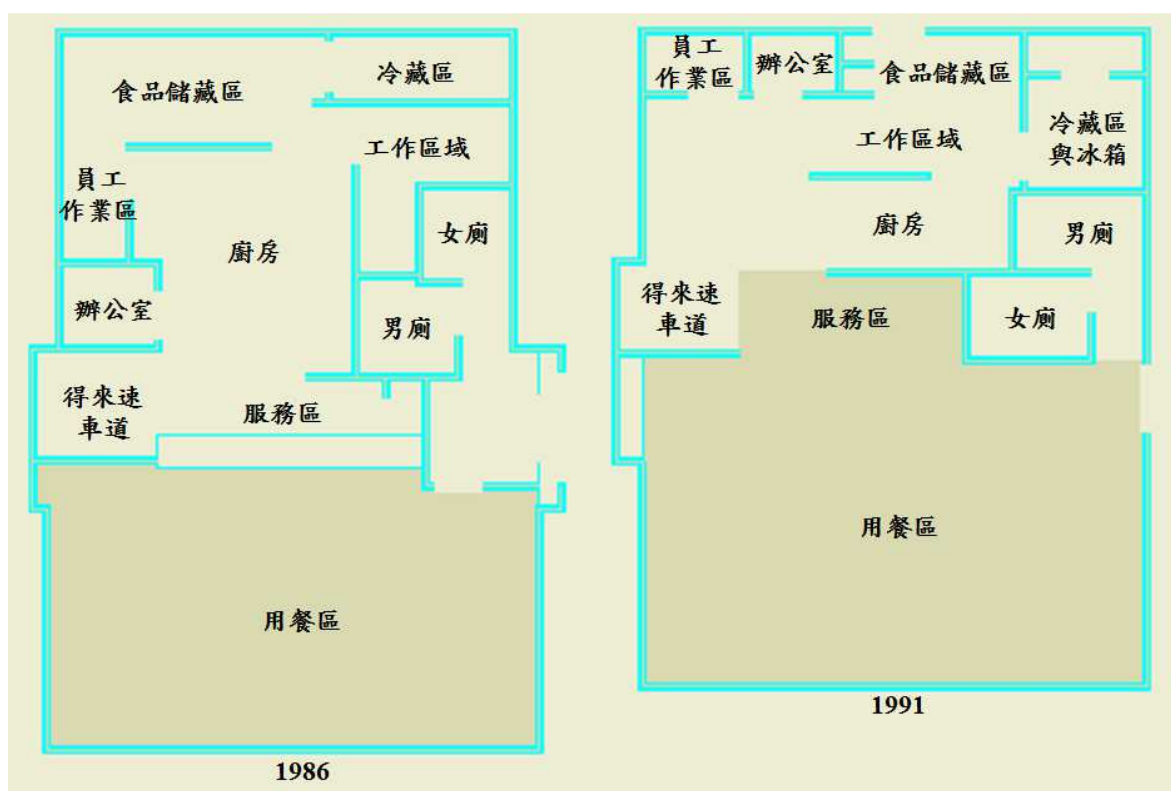 食品儲藏區
冷藏區
工作區域
員工
作業區
女廁
廚房
辦公室
男廁
得來速
車道
服務區
用餐區
1986
員工
作業區
辦公室
食品儲藏區
冷藏區
與冰箱
工作區域
廚房
男廁
得來速
車道
服務區
女廁
用餐區
1991